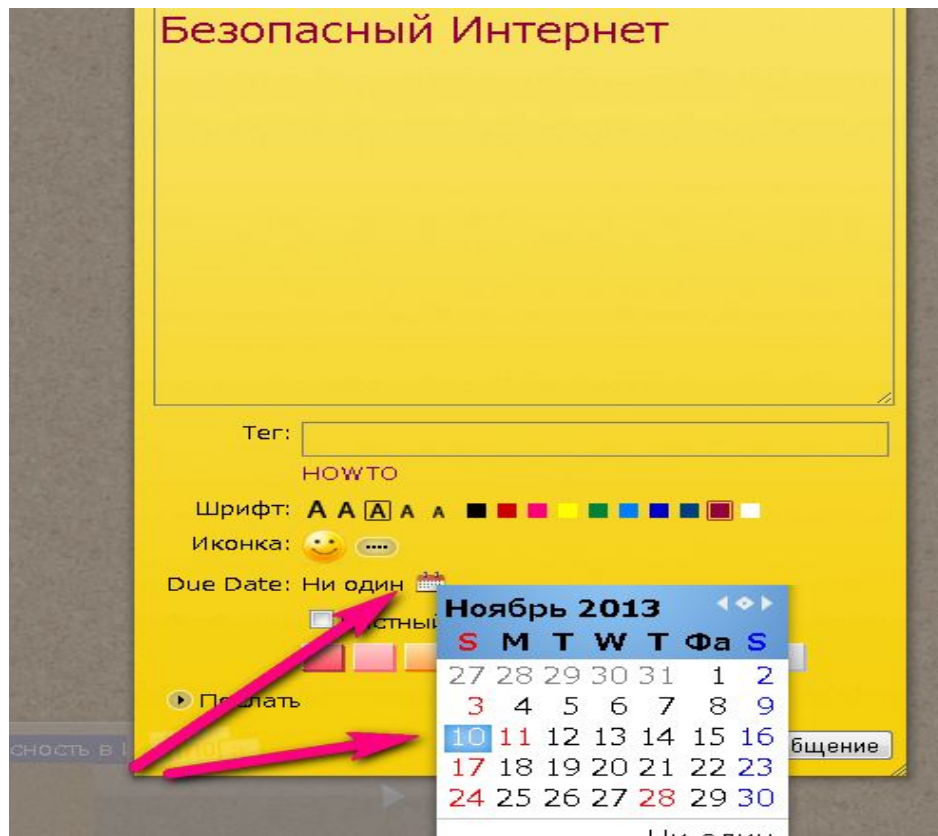 Безопасный Интернет
Тег:
HOWTO
Шрифт: A A A A A
Иконка:
Due Date: Ни один
Ноябрь 2013
S M T W T Фа S
27 28 29 30 31 1 2
3 4 5 6 7 8 9
10 11 12 13 14 15 16
17 18 19 20 21 22 23
24 25 26 27 28 29 30
Ни один